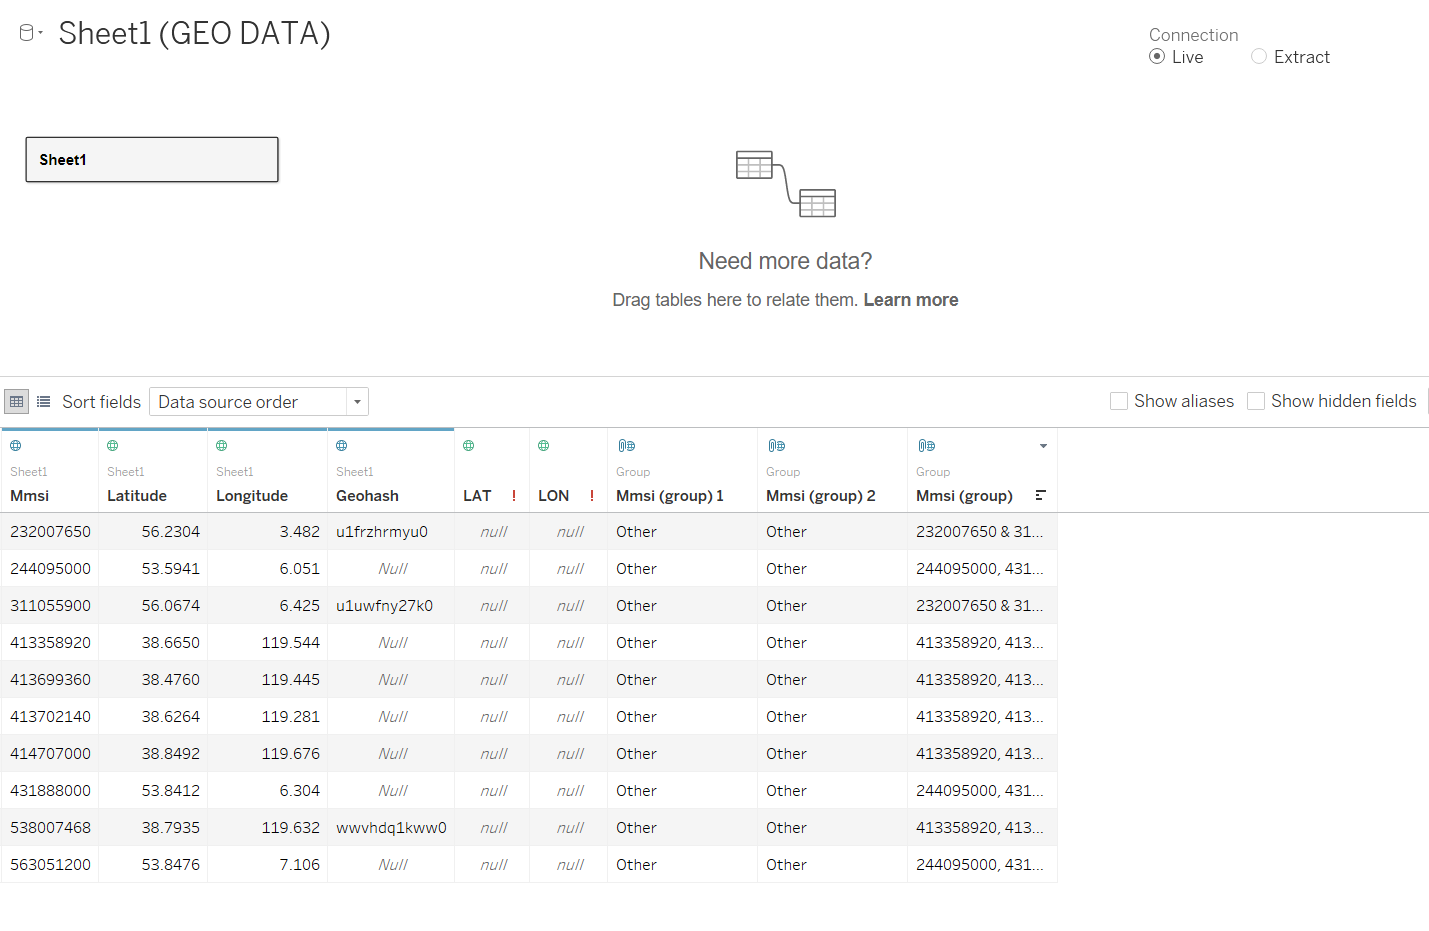 Sheet1 (GEO DATA)
Connection
Live Extract
Sheet1
Need more data?
Drag tables here to relate them. Learn more
Sort fields Data source order Show aliases Show hidden fields
Sheet1 Sheet1 Sheet1 Sheet1 Group Group Group
Mmsi Latitude Longitude Geohash LAT ! LON ! Mmsi (group) 1 Mmsi (group) 2 Mmsi (group)
232007650 56.2304 3.482 u1frzhrmyu0 null null Other Other 232007650 & 31...
244095000 53.5941 6.051 Null null null Other Other 244095000, 431...
311055900 56.0674 6.425 u1uwfny27k0 null null Other Other 232007650 & 31...
413358920 38.6650 119.544 Null null null Other Other 413358920, 413...
413699360 38.4760 119.445 Null null null Other Other 413358920, 413...
413702140 38.6264 119.281 Null null null Other Other 413358920, 413...
414707000 38.8492 119.676 Null null null Other Other 413358920, 413...
431888000 53.8412 6.304 Null null null Other Other 244095000, 431...
538007468 38.7935 119.632 wwvhdq1kww0 null null Other Other 413358920, 413...
563051200 53.8476 7.106 Null null null Other Other 244095000, 431...